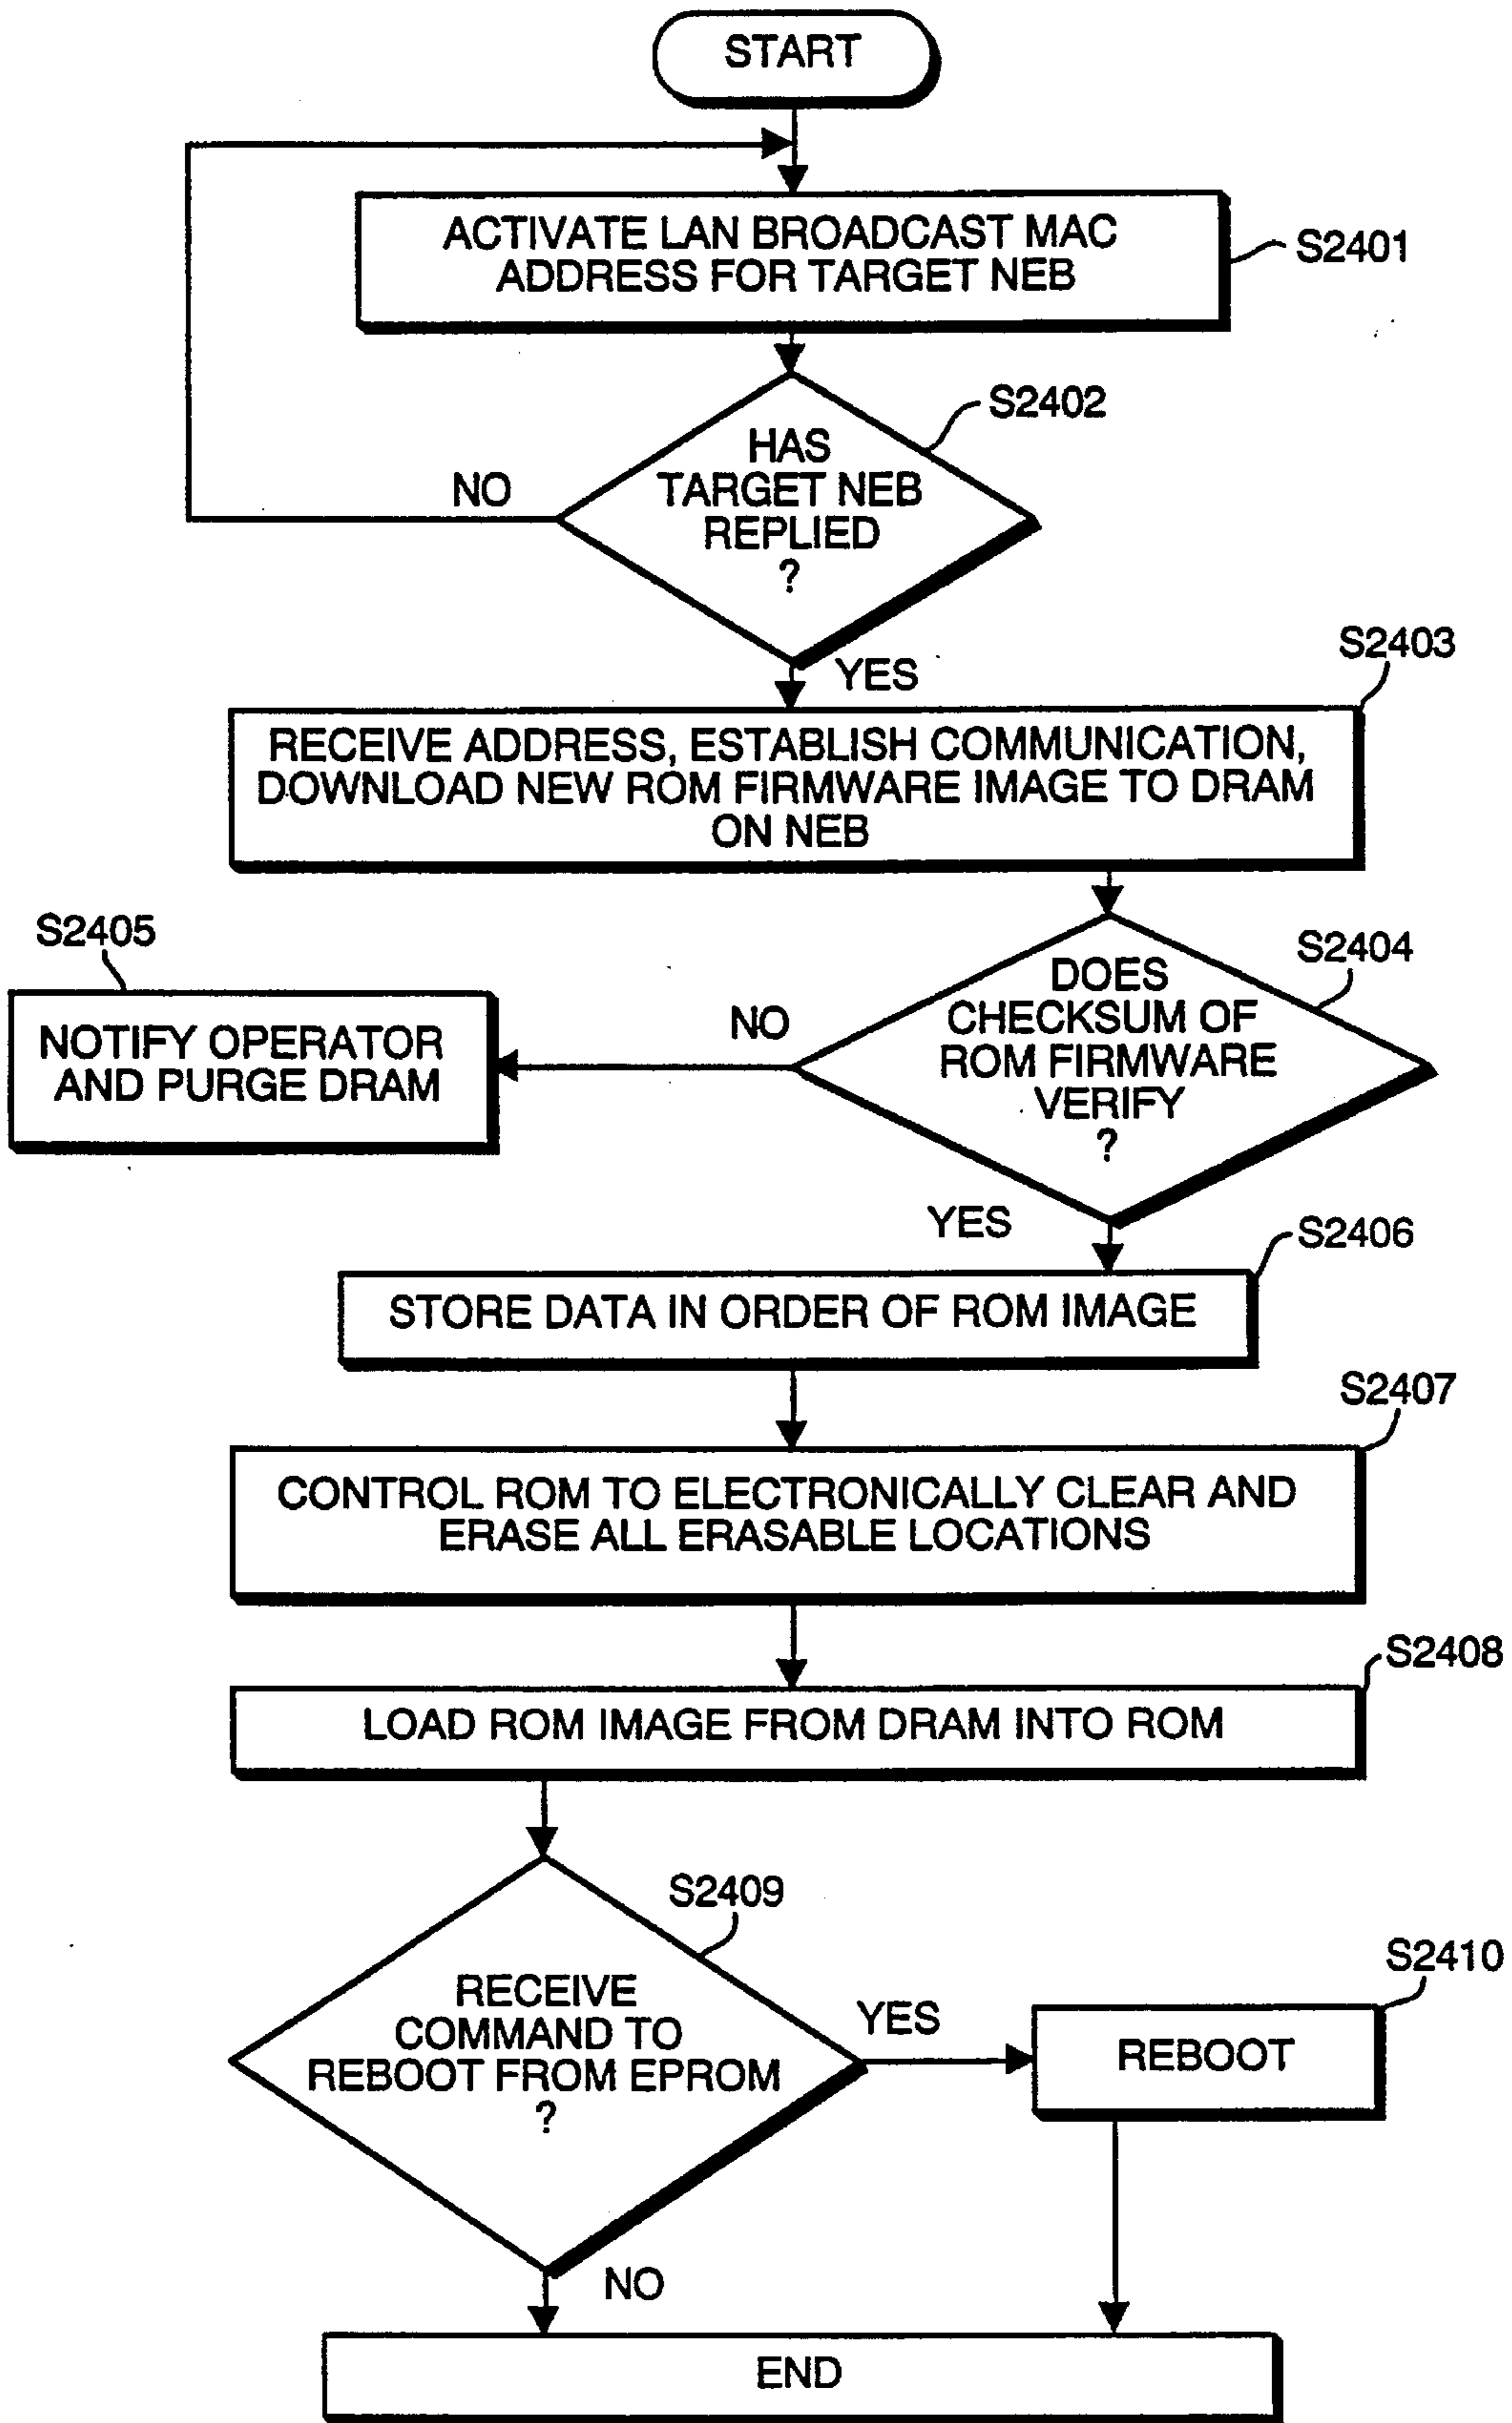 START
ACTIVATE LAN BROADCAST MAC
ADDRESS FOR TARGET NEB
S2401
S2402
HAS
TARGET NEB
REPLIED
?
NO
YES
S2403
RECEIVE ADDRESS, ESTABLISH COMMUNICATION,
DOWNLOAD NEW ROM FIRMWARE IMAGE TO DRAM
ON NEB
S2405
NOTIFY OPERATOR
AND PURGE DRAM
NO
S2404
DOES
CHECKSUM OF
ROM FIRMWARE
VERIFY
?
YES
S2406
STORE DATA IN ORDER OF ROM IMAGE
S2407
CONTROL ROM TO ELECTRONICALLY CLEAR AND
ERASE ALL ERASABLE LOCATIONS
S2408
LOAD ROM IMAGE FROM DRAM INTO ROM
S2409
RECEIVE
COMMAND TO
REBOOT FROM EPROM
?
YES
S2410
REBOOT
NO
END